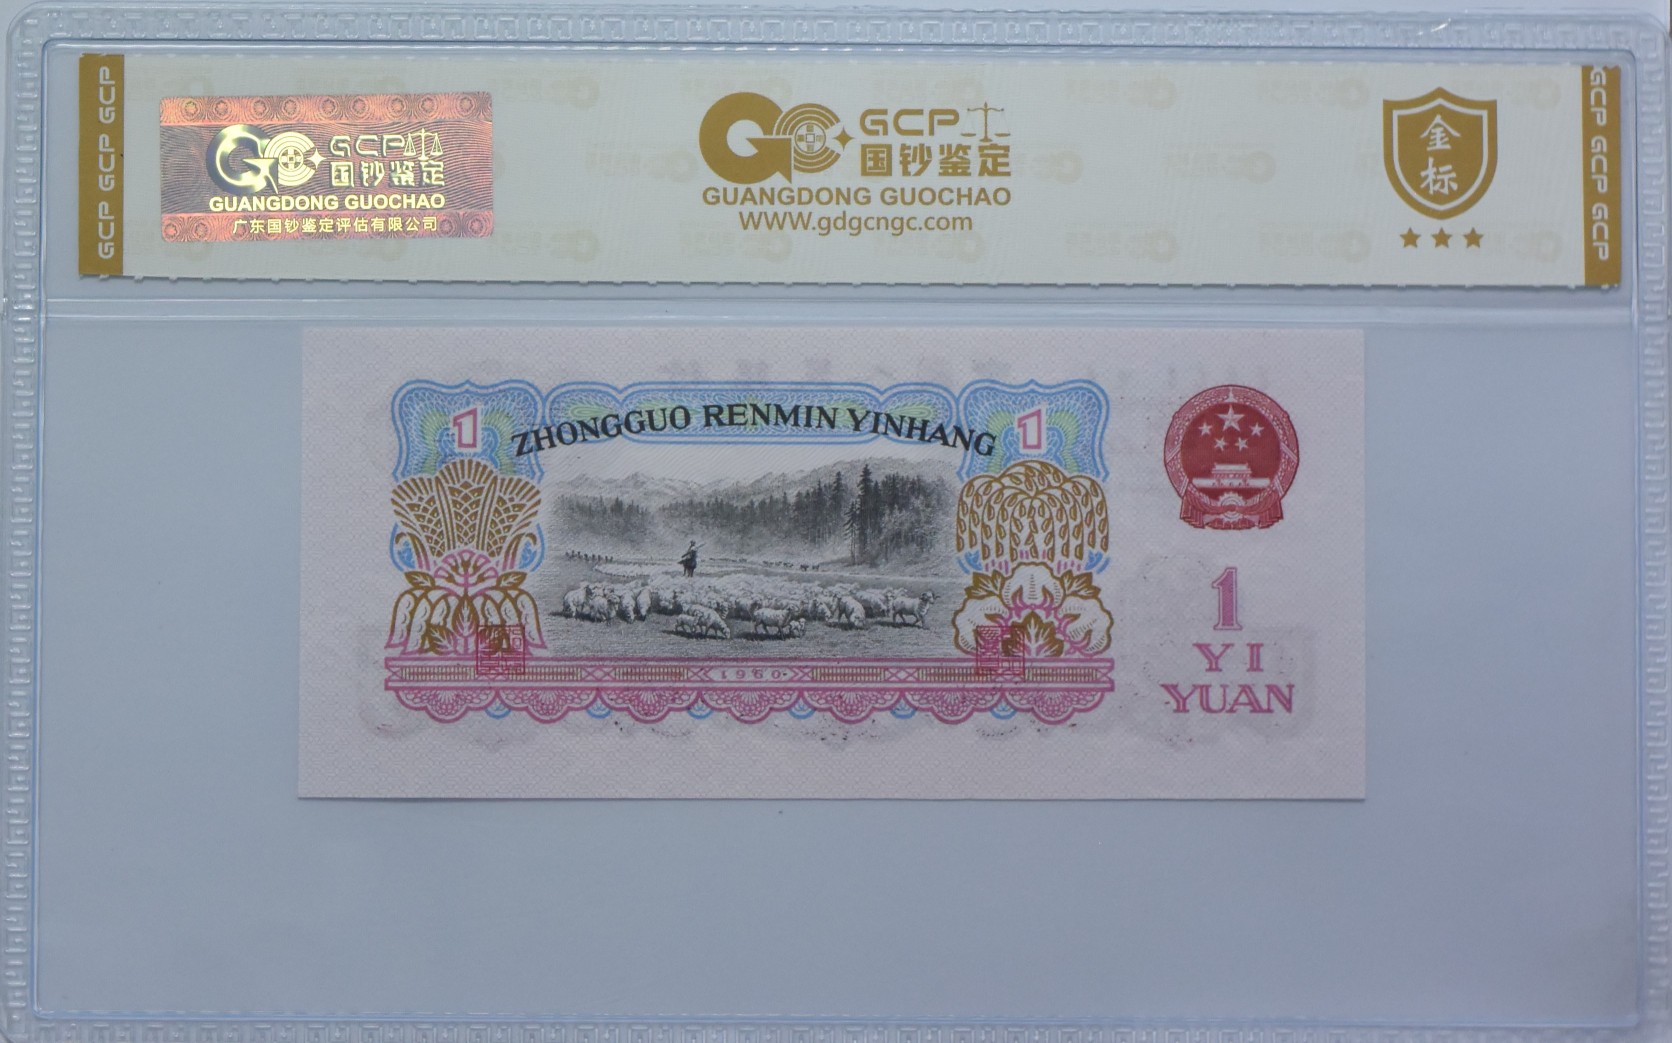 GCP GCP GCP
GCP 国钞鉴定
GUANGDONG GUOCHAO
广东国钞鉴定评估有限公司
GCP
国钞鉴定
GUANGDONG GUOCHAO
WWW.gdgcngc.com
金标
GCP GCP GCP
1
ZHONGGUO RENMIN YINHANG
1
1960
1
YI
YUAN